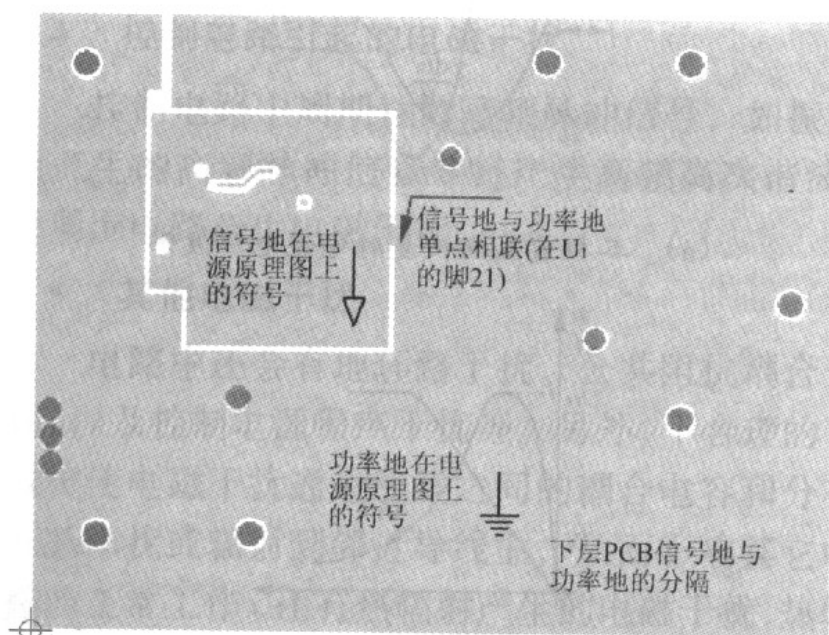 信号地与功率地
单点相联(在U₁
的脚21)
信号地在电
源原理图上
的符号
功率地在电
源原理图上
的符号
下层PCB信号地与
功率地的分隔